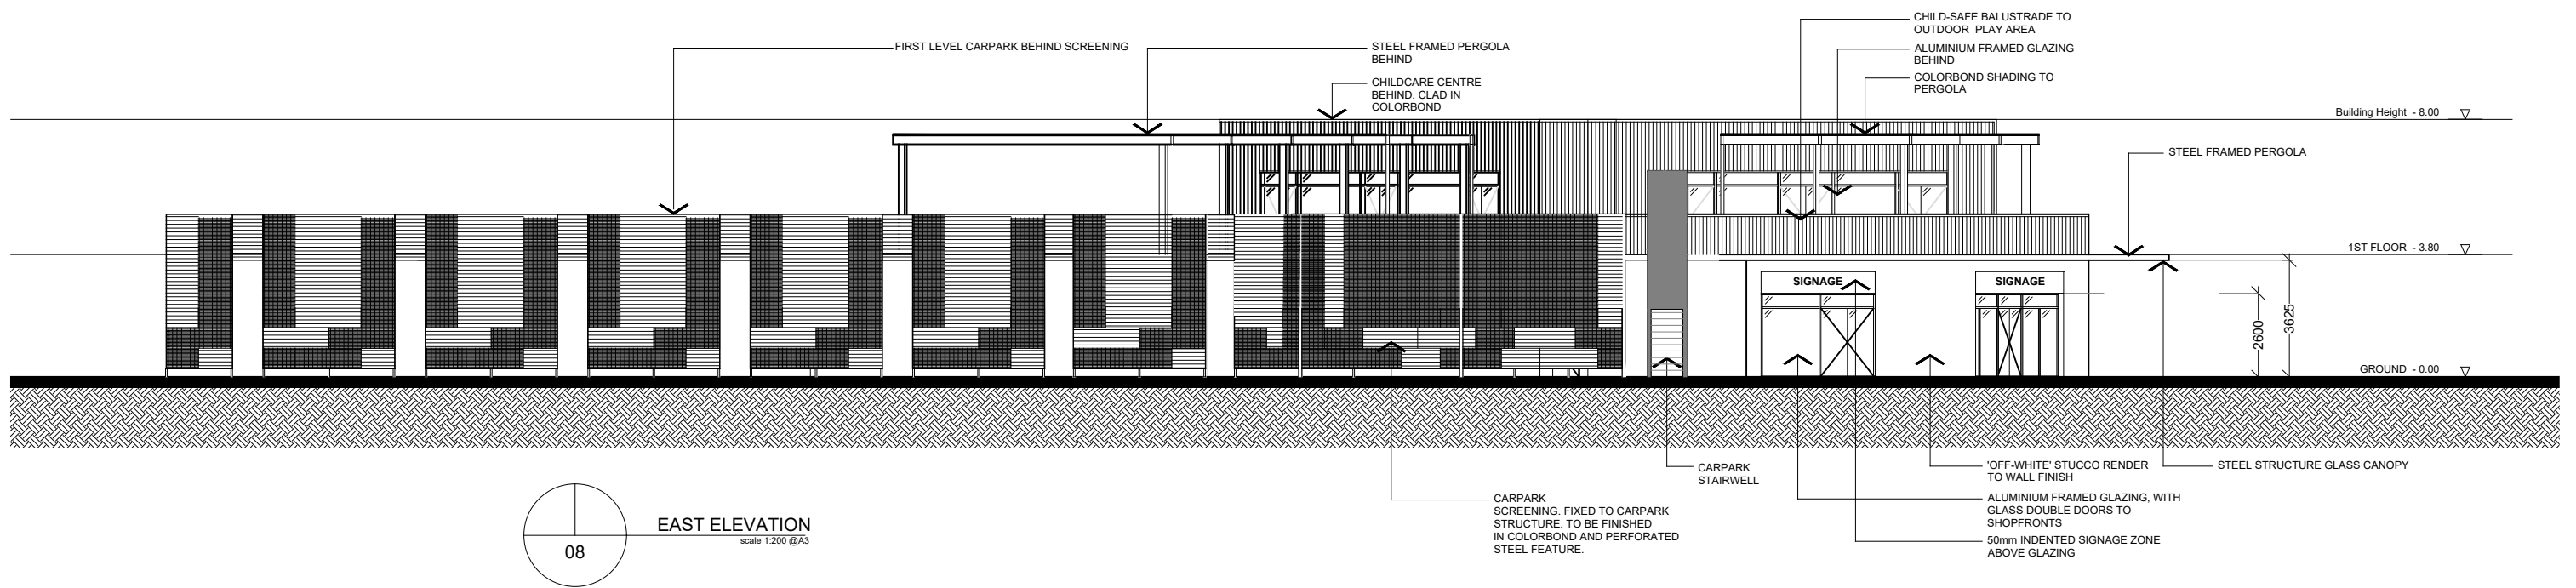 CHILD-SAFE BALUSTRADE TO
OUTDOOR PLAY AREA
FIRST LEVEL CARPARK BEHIND SCREENING
STEEL FRAMED PERGOLA
BEHIND
ALUMINIUM FRAMED GLAZING
BEHIND
CHILDCARE CENTRE
BEHIND. CLAD IN
COLORBOND
COLORBOND SHADING TO
PERGOLA
Building Height - 8.00
STEEL FRAMED PERGOLA
1ST FLOOR - 3.80
SIGNAGE
SIGNAGE
2600
3625
GROUND - 0.00
CARPARK
STAIRWELL
'OFF-WHITE' STUCCO RENDER
TO WALL FINISH
STEEL STRUCTURE GLASS CANOPY
CARPARK
SCREENING. FIXED TO CARPARK
STRUCTURE. TO BE FINISHED
IN COLORBOND AND PERFORATED
STEEL FEATURE.
ALUMINIUM FRAMED GLAZING, WITH
GLASS DOUBLE DOORS TO
SHOPFRONTS
50mm INDENTED SIGNAGE ZONE
ABOVE GLAZING
EAST ELEVATION
scale 1:200 @A3
08